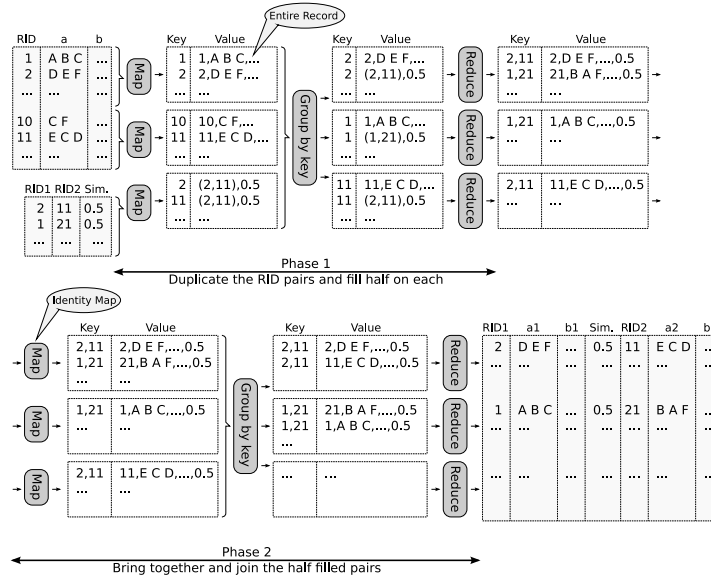 Entire Record
RID a b Key Value Key Value Key Value
1 A B C ...
2 D E F ...
... ...
Map
1 1,A B C,...
2 2,D E F,...
... ...
2 2,D E F,...
2 (2,11),0.5
... ...
Reduce
2,11 2,D E F,...,0.5
1,21 21,B A F,...,0.5
... ...
10 C F ...
11 E C D ...
... ...
Map
10 10,C F,...
11 11,E C D,...
... ...
Group by key
1 1,A B C,...
1 (1,21),0.5
... ...
Reduce
1,21 1,A B C,...,0.5
... ...
RID1 RID2 Sim.
2 11 0.5
1 21 0.5
... ... ...
Map
2 (2,11),0.5
11 (2,11),0.5
... ...
11 11,E C D,...
11 (2,11),0.5
... ...
Reduce
2,11 11,E C D,...,0.5
... ...
Phase 1
Duplicate the RID pairs and fill half on each
Identity Map
Key Value Key Value RID1 a1 b1 Sim. RID2 a2 b
Map
2,11 2,D E F,...,0.5
1,21 21,B A F,...,0.5
... ...
2,11 2,D E F,...,0.5
2,11 11,E C D,...,0.5
Reduce
2 D E F ... 0.5 11 E C D ..
... ... ... ... ... ...
Map
1,21 1,A B C,...,0.5
... ...
Group by key
1,21 21,B A F,...,0.5
1,21 1,A B C,...,0.5
...
Reduce
1 A B C ... 0.5 21 B A F ..
... ... ... ... ... ...
Map
2,11 11,E C D,...,0.5
... ...
... ...
Reduce
... ... ... ... ... ...
Phase 2
Bring together and join the half filled pairs